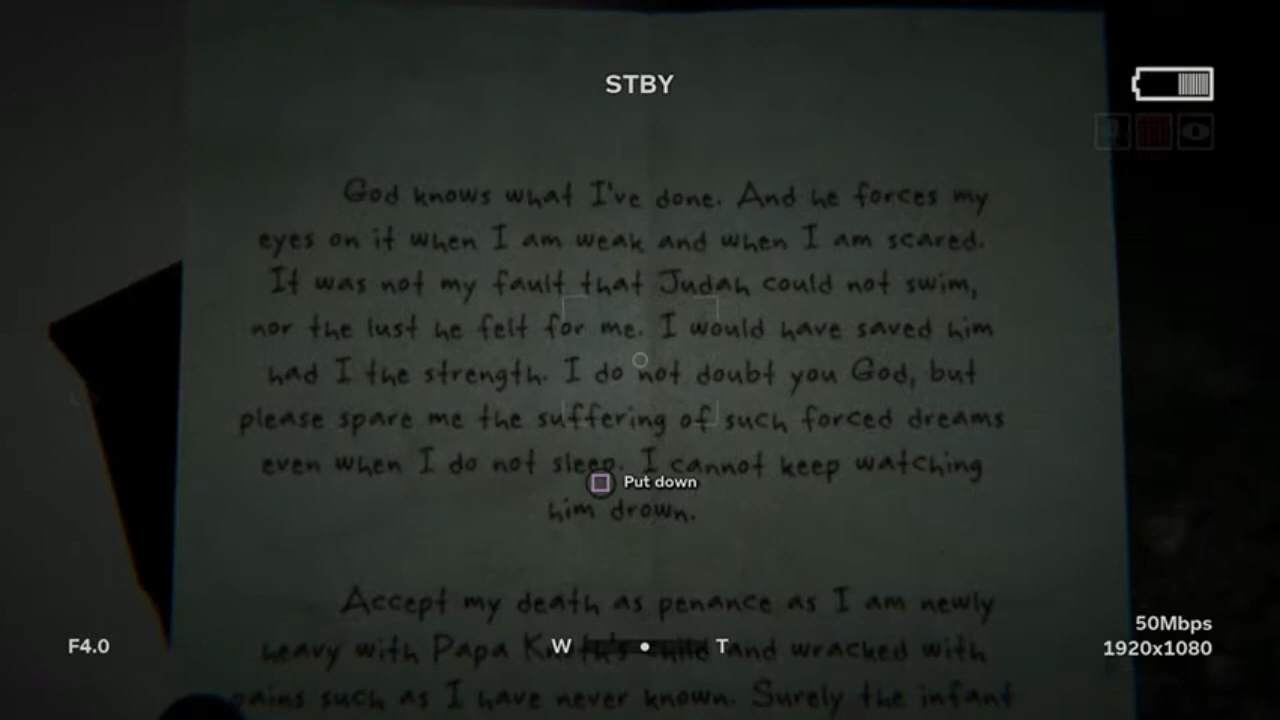 STBY
God knows what I've done. And he forces my
eyes on it when I am weak and when I am scared.
It was not my fault that Judah could not swim,
nor the lust he felt for me. I would have saved him
had I the strength. I do not doubt you God, but
please spare me the suffering of such forced dreams
even when I do not sleep. I cannot keep watching
Put down
him drown.
Accept my death as penance as I am newly
heavy with Papa Knoth's child and wracked with
pains such as I have never known. Surely the infant
F4.0
W T
50Mbps
1920x1080